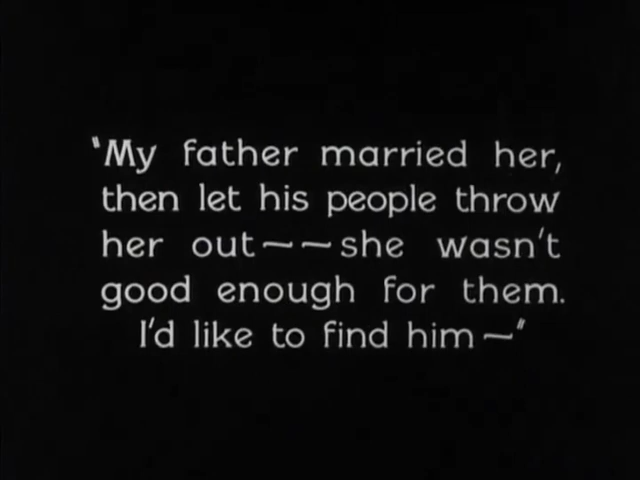 "My father married her,
then let his people throw
her out——she wasn't
good enough for them.
I'd like to find him—"